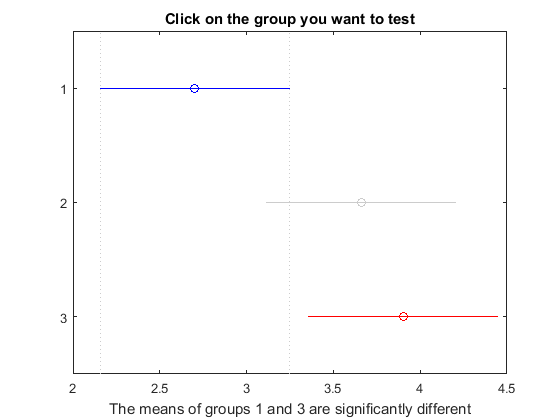 Click on the group you want to test
1
2
3
2 2.5 3 3.5 4 4.5
The means of groups 1 and 3 are significantly different